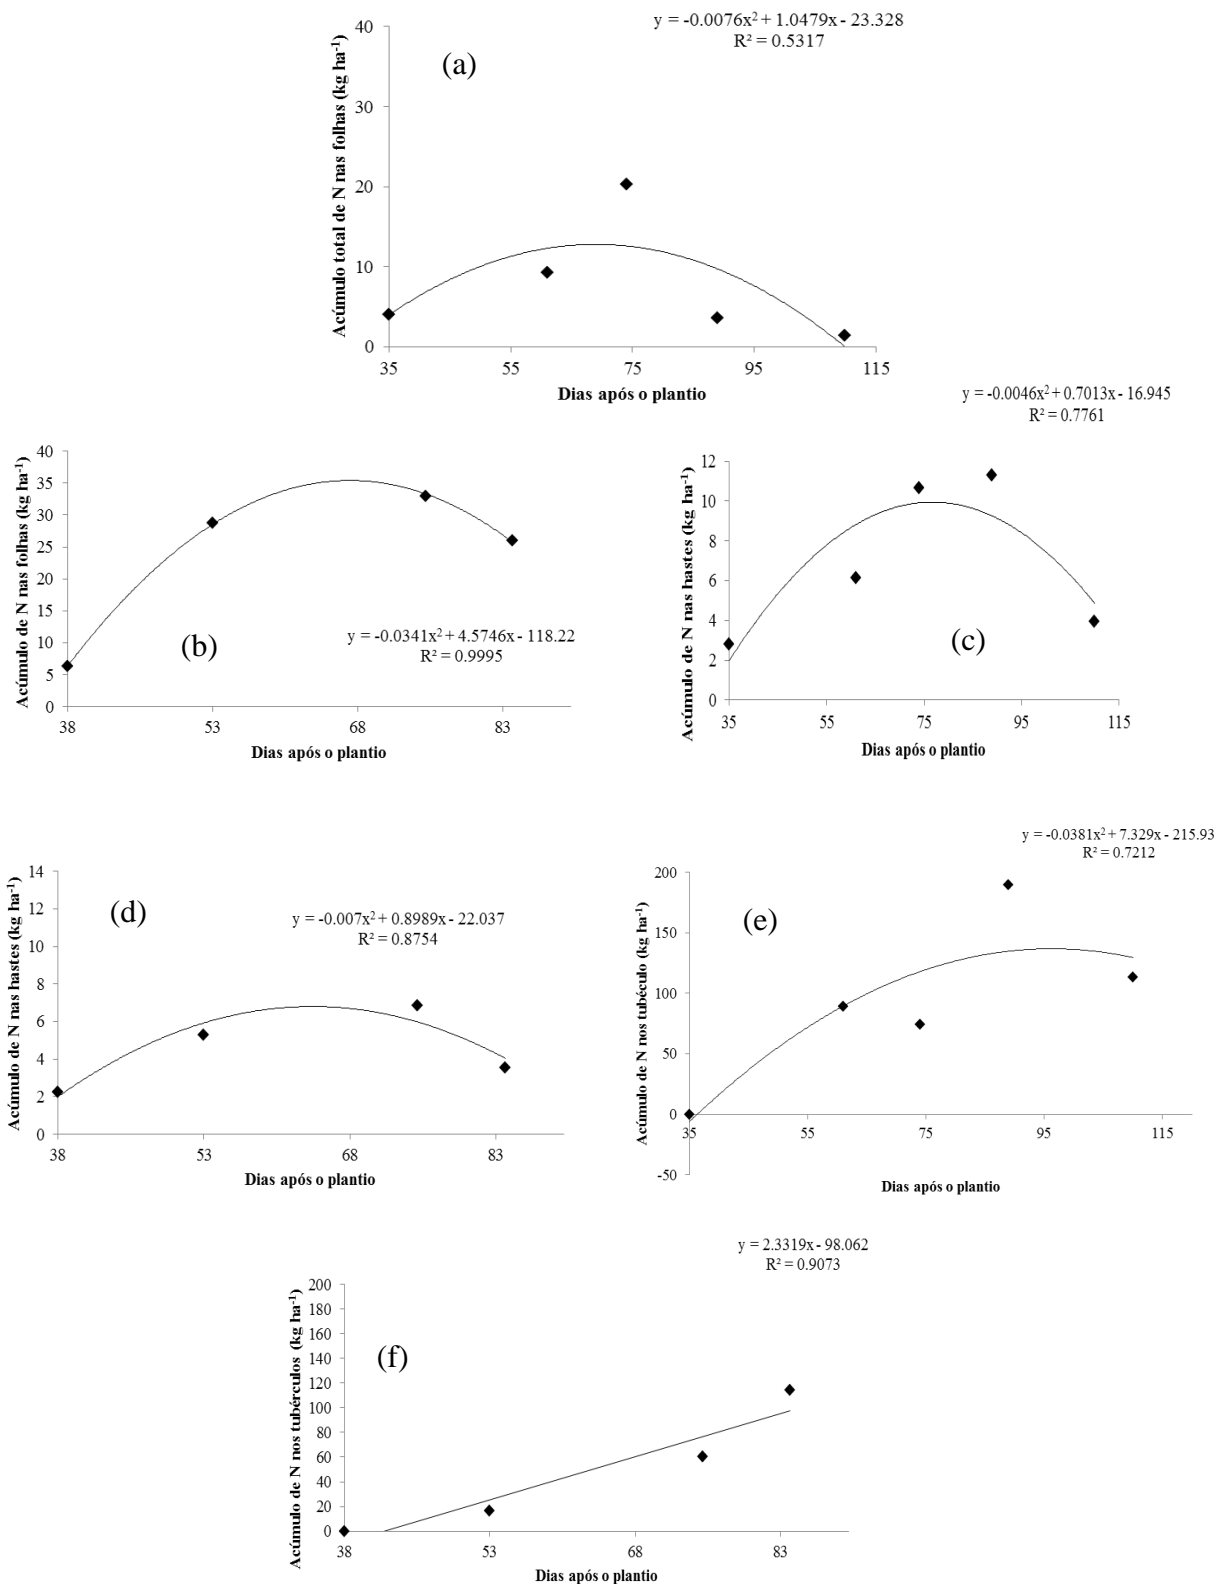 y = -0.0076x² + 1.0479x - 23.328
R² = 0.5317
(a)
Acúmulo total de N nas folhas (kg ha⁻¹)
40
30
20
10
0
35 55 75 95 115
Dias após o plantio
y = -0.0046x² + 0.7013x - 16.945
R² = 0.7761
Acúmulo de N nas folhas (kg ha⁻¹)
40
35
30
25
20
15
10
5
0
38 53 68 83
Dias após o plantio
(b)
y = -0.0341x² + 4.5746x - 118.22
R² = 0.9995
Acúmulo de N nas hastes (kg ha⁻¹)
12
10
8
6
4
2
0
35 55 75 95 115
Dias após o plantio
(c)
Acúmulo de N nas hastes (kg ha⁻¹)
14
12
10
8
6
4
2
0
38 53 68 83
Dias após o plantio
(d)
y = -0.007x² + 0.8989x - 22.037
R² = 0.8754
y = -0.0381x² + 7.329x - 215.93
R² = 0.7212
(e)
Acúmulo de N nos tubéculo (kg ha⁻¹)
200
150
100
50
0
-50
35 55 75 95 115
Dias após o plantio
y = 2.3319x - 98.062
R² = 0.9073
(f)
Acúmulo de N nos tubérculos (kg ha⁻¹)
200
180
160
140
120
100
80
60
40
20
0
38 53 68 83
Dias após o plantio